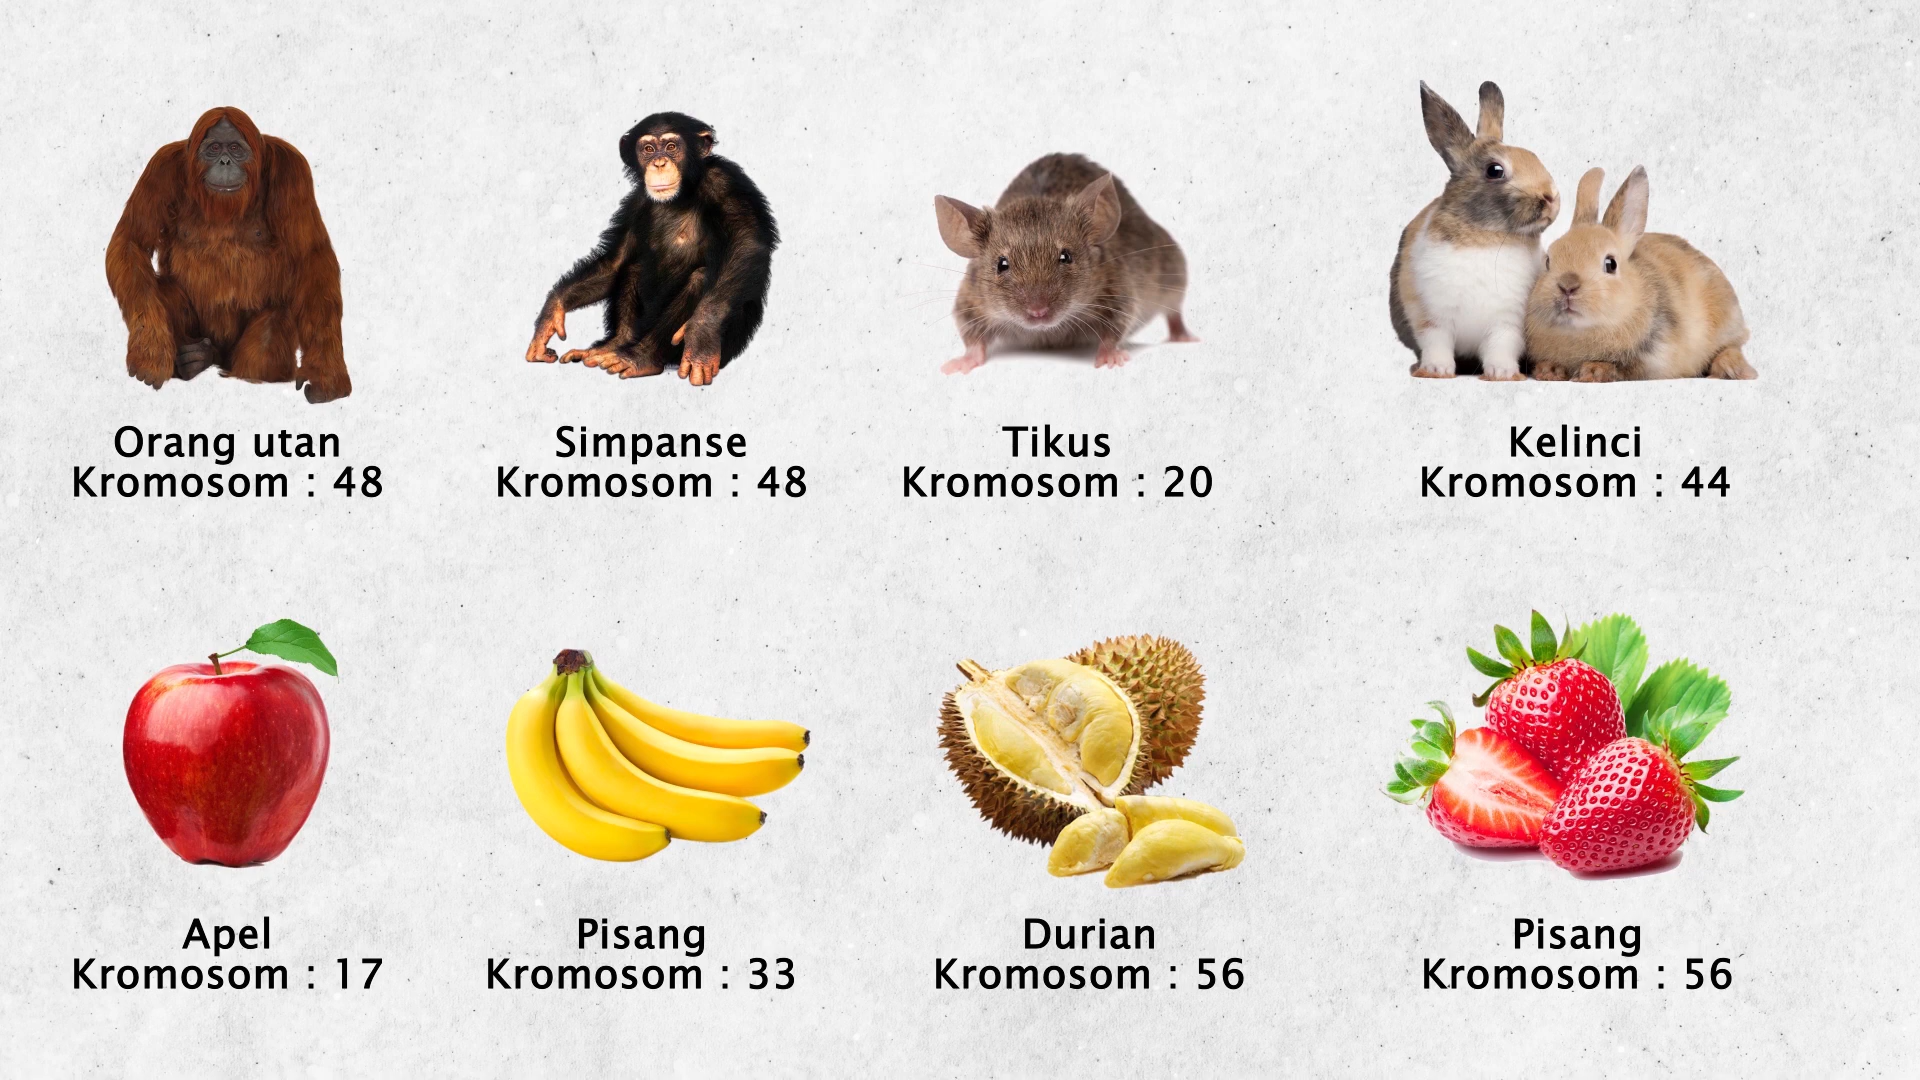 Orang utan
Kromosom : 48
Simpanse
Kromosom : 48
Tikus
Kromosom : 20
Kelinci
Kromosom : 44
Apel
Kromosom : 17
Pisang
Kromosom : 33
Durian
Kromosom : 56
Pisang
Kromosom : 56